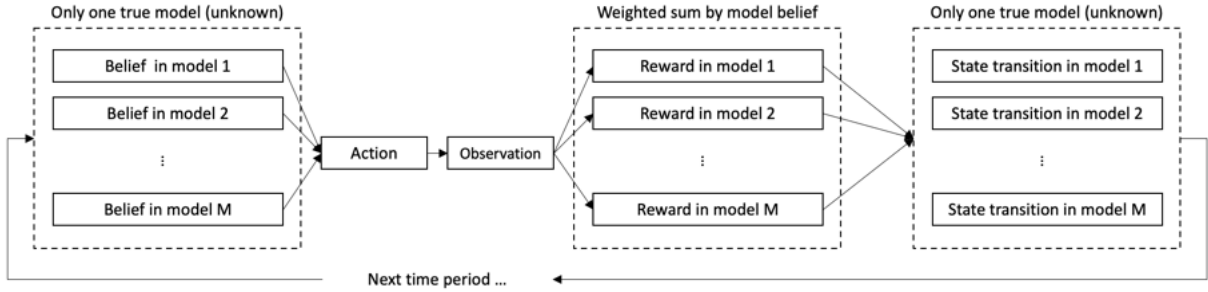 Only one true model (unknown)
Belief in model 1
Belief in model 2
⋮
Belief in model M
Action
Observation
Weighted sum by model belief
Reward in model 1
Reward in model 2
⋮
Reward in model M
Only one true model (unknown)
State transition in model 1
State transition in model 2
⋮
State transition in model M
Next time period ...